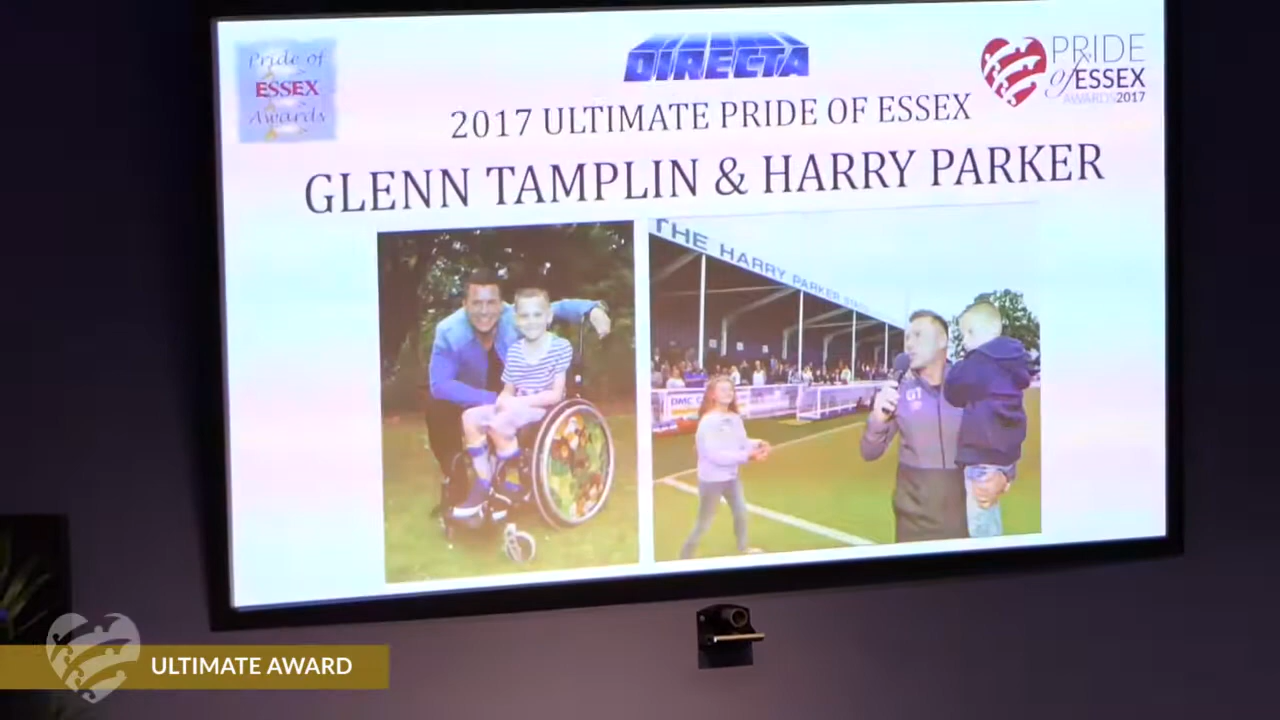 Pride of
ESSEX
Awards
DIRECTA
PRIDE
of ESSEX
AWARDS 2017
2017 ULTIMATE PRIDE OF ESSEX
GLENN TAMPLIN & HARRY PARKER
THE HARRY PARKER
DMC
GT
ULTIMATE AWARD